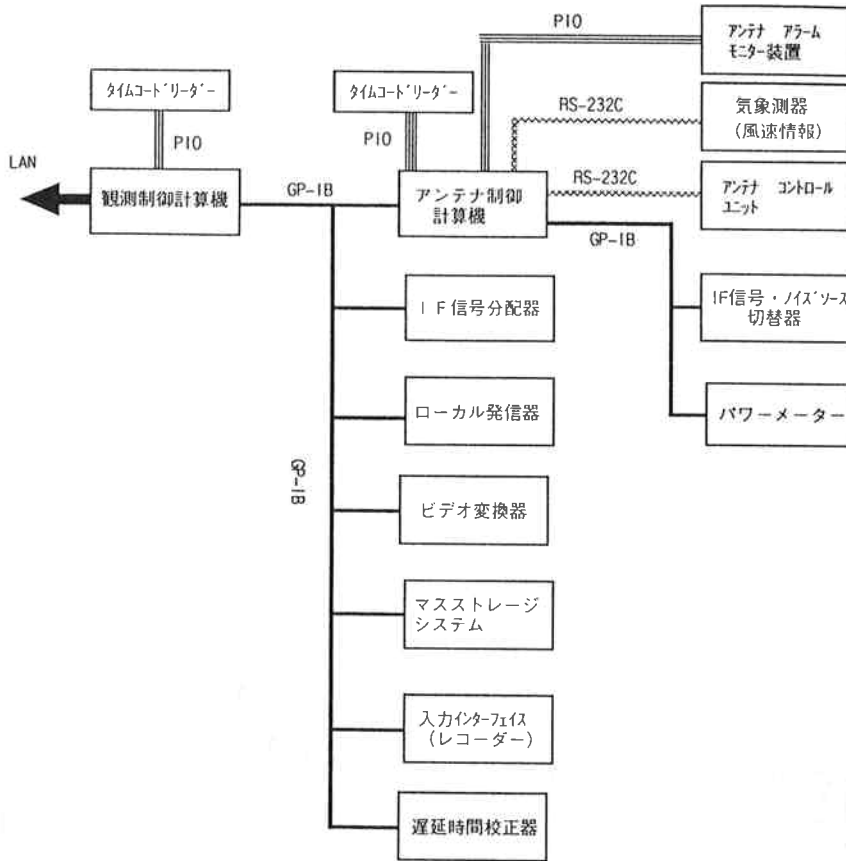 PIO
アンテナ アラーム
モニター装置
タイムコードリーダー
タイムコードリーダー
RS-232C
気象測器
(風速情報)
PIO
PIO
LAN
観測制御計算機
GP-IB
アンテナ制御
計算機
RS-232C
アンテナ コントロール
ユニット
GP-IB
IF信号分配器
IF信号・ノイズソース
切替器
ローカル発信器
パワーメーター
GP-IB
ビデオ変換器
マスストレージ
システム
入力インターフェイス
(レコーダー)
遅延時間校正器